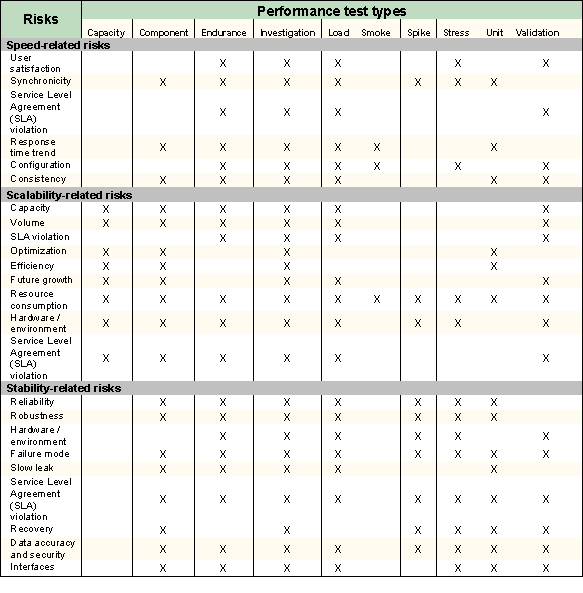 Risks
Performance test types
Capacity Component Endurance Investigation Load Smoke Spike Stress Unit Validation
Speed-related risks
User
satisfaction X X X X X
Synchronicity X X X X X X X
Service Level
Agreement
(SLA)
violation X X X X
Response
time trend X X X X X X
Configuration X X X X X X
Consistency X X X X X X
Scalability-related risks
Capacity X X X X X X
Volume X X X X X X
SLA violation X X X X
Optimization X X X X
Efficiency X X X X
Future growth X X X X X
Resource
consumption X X X X X X X X X X
Hardware /
environment X X X X X X X X
Service Level
Agreement
(SLA)
violation X X X X X X
Stability-related risks
Reliability X X X X X X X
Robustness X X X X X X X
Hardware /
environment X X X X X X
Failure mode X X X X X X X X
Slow leak X X X X X
Service Level
Agreement
(SLA)
violation X X X X X X X X
Recovery X X X X X X
Data accuracy
and security X X X X X X X X
Interfaces X X X X X X X X